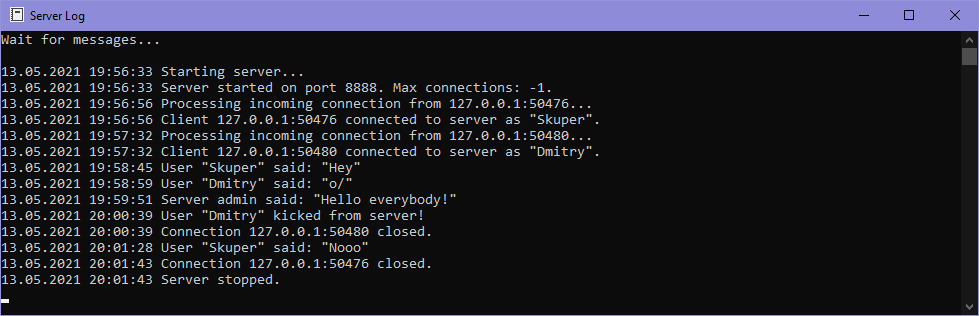 Server Log
Wait for messages...
13.05.2021 19:56:33 Starting server...
13.05.2021 19:56:33 Server started on port 8888. Max connections: -1.
13.05.2021 19:56:56 Processing incoming connection from 127.0.0.1:50476...
13.05.2021 19:56:56 Client 127.0.0.1:50476 connected to server as "Skuper".
13.05.2021 19:57:32 Processing incoming connection from 127.0.0.1:50480...
13.05.2021 19:57:32 Client 127.0.0.1:50480 connected to server as "Dmitry".
13.05.2021 19:58:45 User "Skuper" said: "Hey"
13.05.2021 19:58:59 User "Dmitry" said: "o/"
13.05.2021 19:59:51 Server admin said: "Hello everybody!"
13.05.2021 20:00:39 User "Dmitry" kicked from server!
13.05.2021 20:00:39 Connection 127.0.0.1:50480 closed.
13.05.2021 20:01:28 User "Skuper" said: "Nooo"
13.05.2021 20:01:43 Connection 127.0.0.1:50476 closed.
13.05.2021 20:01:43 Server stopped.